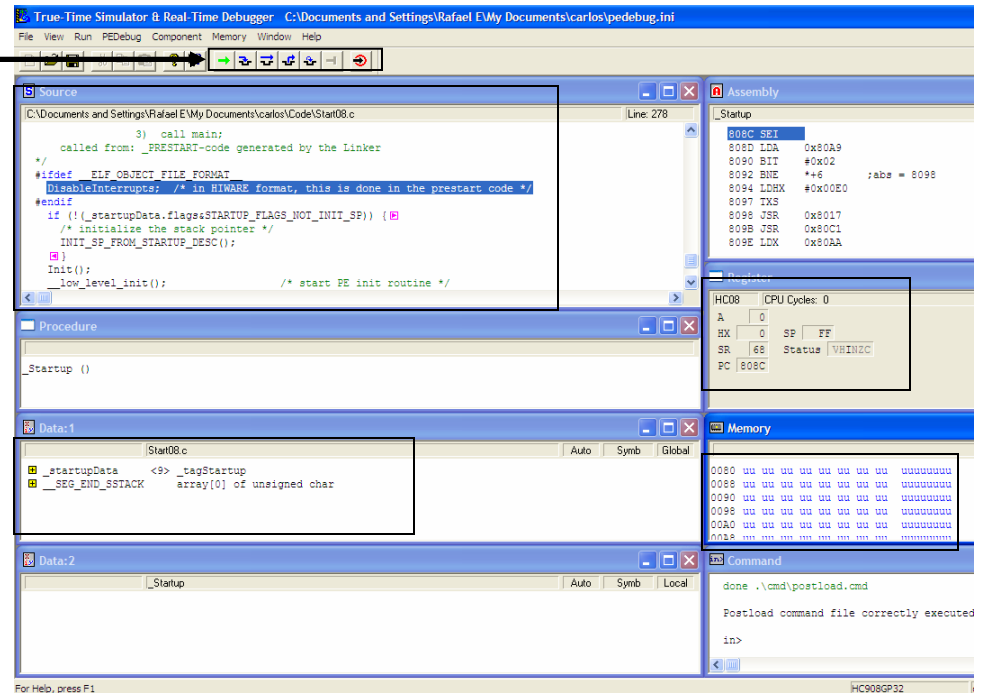 True-Time Simulator & Real-Time Debugger C:\Documents and Settings\Rafael E\My Documents\carlos\pedebug.ini
File View Run PEDebug Component Memory Window Help
Source
C:\Documents and Settings\Rafael E\My Documents\carlos\Code\Start08.c Line: 278
3) call main;
called from: _PRESTART-code generated by the Linker
*/
#ifdef __ELF_OBJECT_FILE_FORMAT__
DisableInterrupts; /* in HIWARE format, this is done in the prestart code */
#endif
if (!(_startupData.flags&STARTUP_FLAGS_NOT_INIT_SP)) {
/* initialize the stack pointer */
INIT_SP_FROM_STARTUP_DESC();
}
Init();
__low_level_init(); /* start PE init routine */
Assembly
_Startup
808C SEI
808D LDA 0x80A9
8090 BIT #0x02
8092 BNE *+6 ;abs = 8098
8094 LDHX #0x00E0
8097 TXS
8098 JSR 0x8017
809B JSR 0x80C1
809E LDX 0x80AA
Register
HC08 CPU Cycles: 0
A 0
HX 0 SP FF
SR 68 Status VHINZC
PC 808C
Procedure
_Startup ()
Data:1
Start08.c Auto Symb Global
_startupData <9> _tagStartup
__SEG_END_SSTACK array[0] of unsigned char
Memory
0080 uu uu uu uu uu uu uu uu uuuuuuuu
0088 uu uu uu uu uu uu uu uu uuuuuuuu
0090 uu uu uu uu uu uu uu uu uuuuuuuu
0098 uu uu uu uu uu uu uu uu uuuuuuuu
00A0 uu uu uu uu uu uu uu uu uuuuuuuu
00A8 uu uu uu uu uu uu uu uu uuuuuuuu
Data:2
_Startup Auto Symb Local
Command
done .\cmd\postload.cmd
Postload command file correctly executed
in>
For Help, press F1 HC908GP32